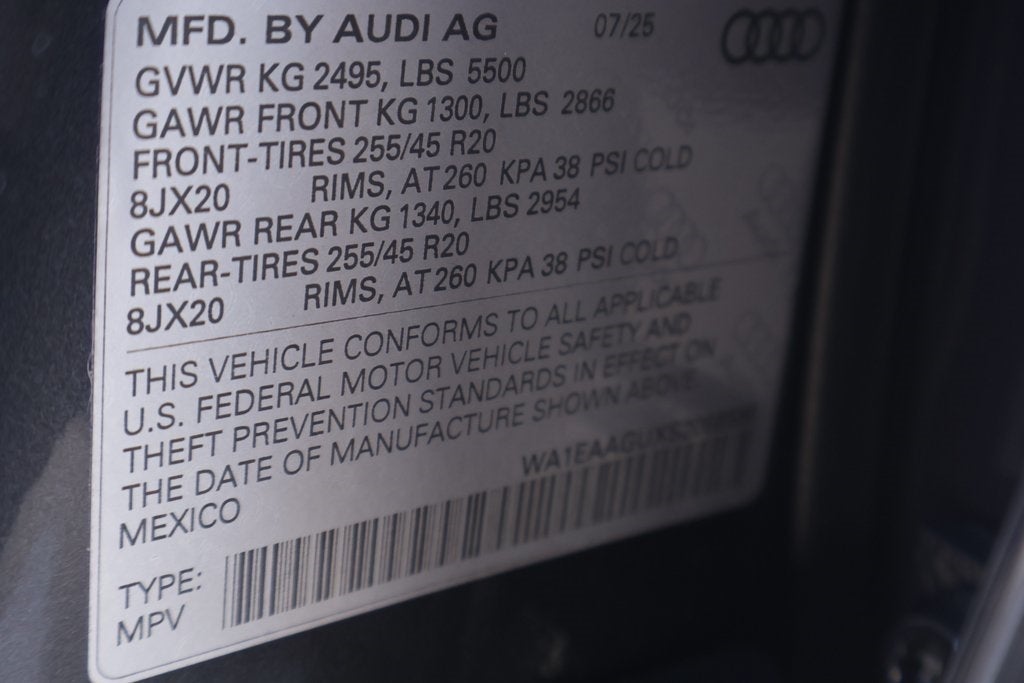 MFD. BY AUDI AG 07/25
GVWR KG 2495, LBS 5500
GAWR FRONT KG 1300, LBS 2866
FRONT-TIRES 255/45 R20
8JX20 RIMS, AT 260 KPA 38 PSI COLD
GAWR REAR KG 1340, LBS 2954
REAR-TIRES 255/45 R20
8JX20 RIMS, AT 260 KPA 38 PSI COLD
THIS VEHICLE CONFORMS TO ALL APPLICABLE
U.S. FEDERAL MOTOR VEHICLE SAFETY AND
THEFT PREVENTION STANDARDS IN EFFECT ON
THE DATE OF MANUFACTURE SHOWN ABOVE
MEXICO
TYPE:
MPV